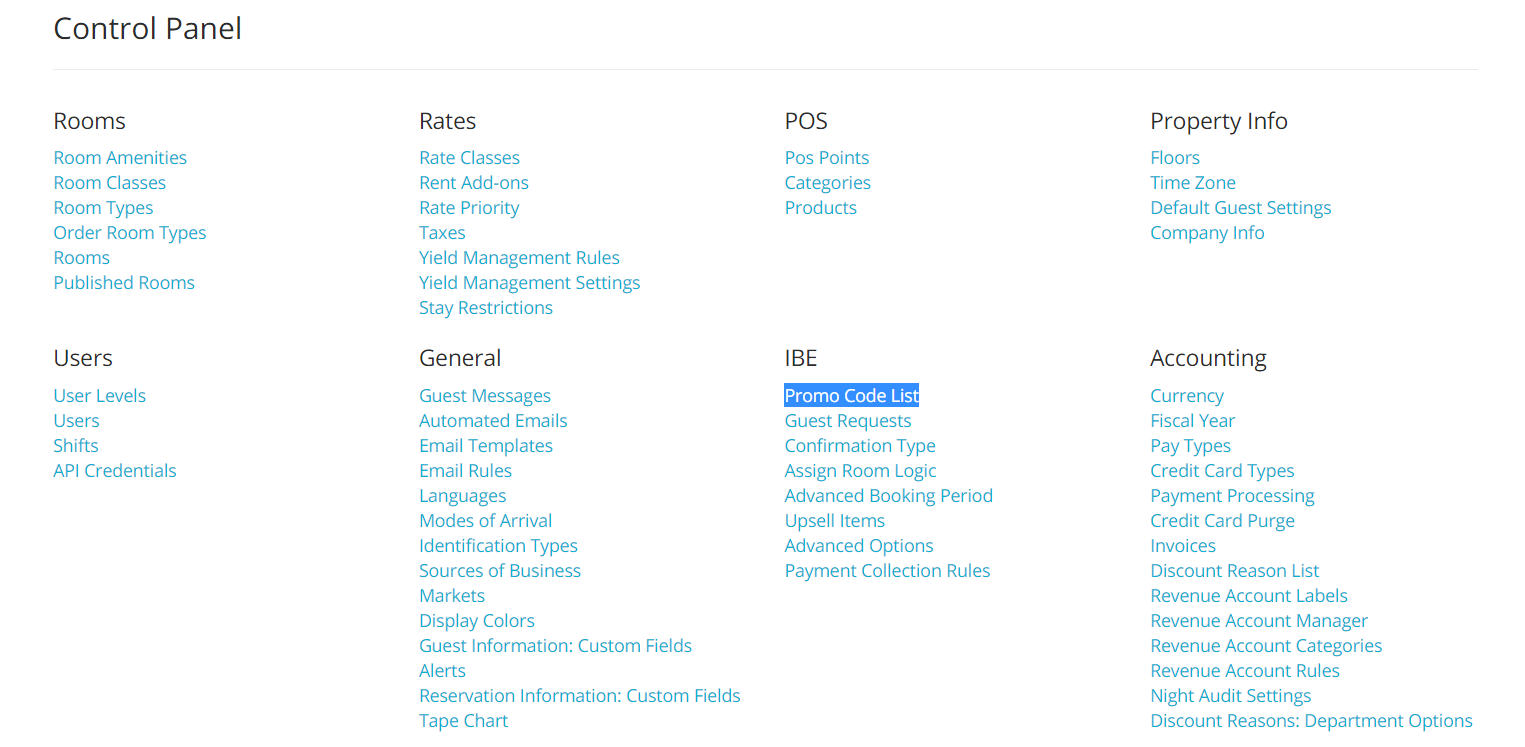 Control Panel
Rooms
Room Amenities
Room Classes
Room Types
Order Room Types
Rooms
Published Rooms
Rates
Rate Classes
Rent Add-ons
Rate Priority
Taxes
Yield Management Rules
Yield Management Settings
Stay Restrictions
POS
Pos Points
Categories
Products
Property Info
Floors
Time Zone
Default Guest Settings
Company Info
Users
User Levels
Users
Shifts
API Credentials
General
Guest Messages
Automated Emails
Email Templates
Email Rules
Languages
Modes of Arrival
Identification Types
Sources of Business
Markets
Display Colors
Guest Information: Custom Fields
Alerts
Reservation Information: Custom Fields
Tape Chart
IBE
Promo Code List
Guest Requests
Confirmation Type
Assign Room Logic
Advanced Booking Period
Upsell Items
Advanced Options
Payment Collection Rules
Accounting
Currency
Fiscal Year
Pay Types
Credit Card Types
Payment Processing
Credit Card Purge
Invoices
Discount Reason List
Revenue Account Labels
Revenue Account Manager
Revenue Account Categories
Revenue Account Rules
Night Audit Settings
Discount Reasons: Department Options